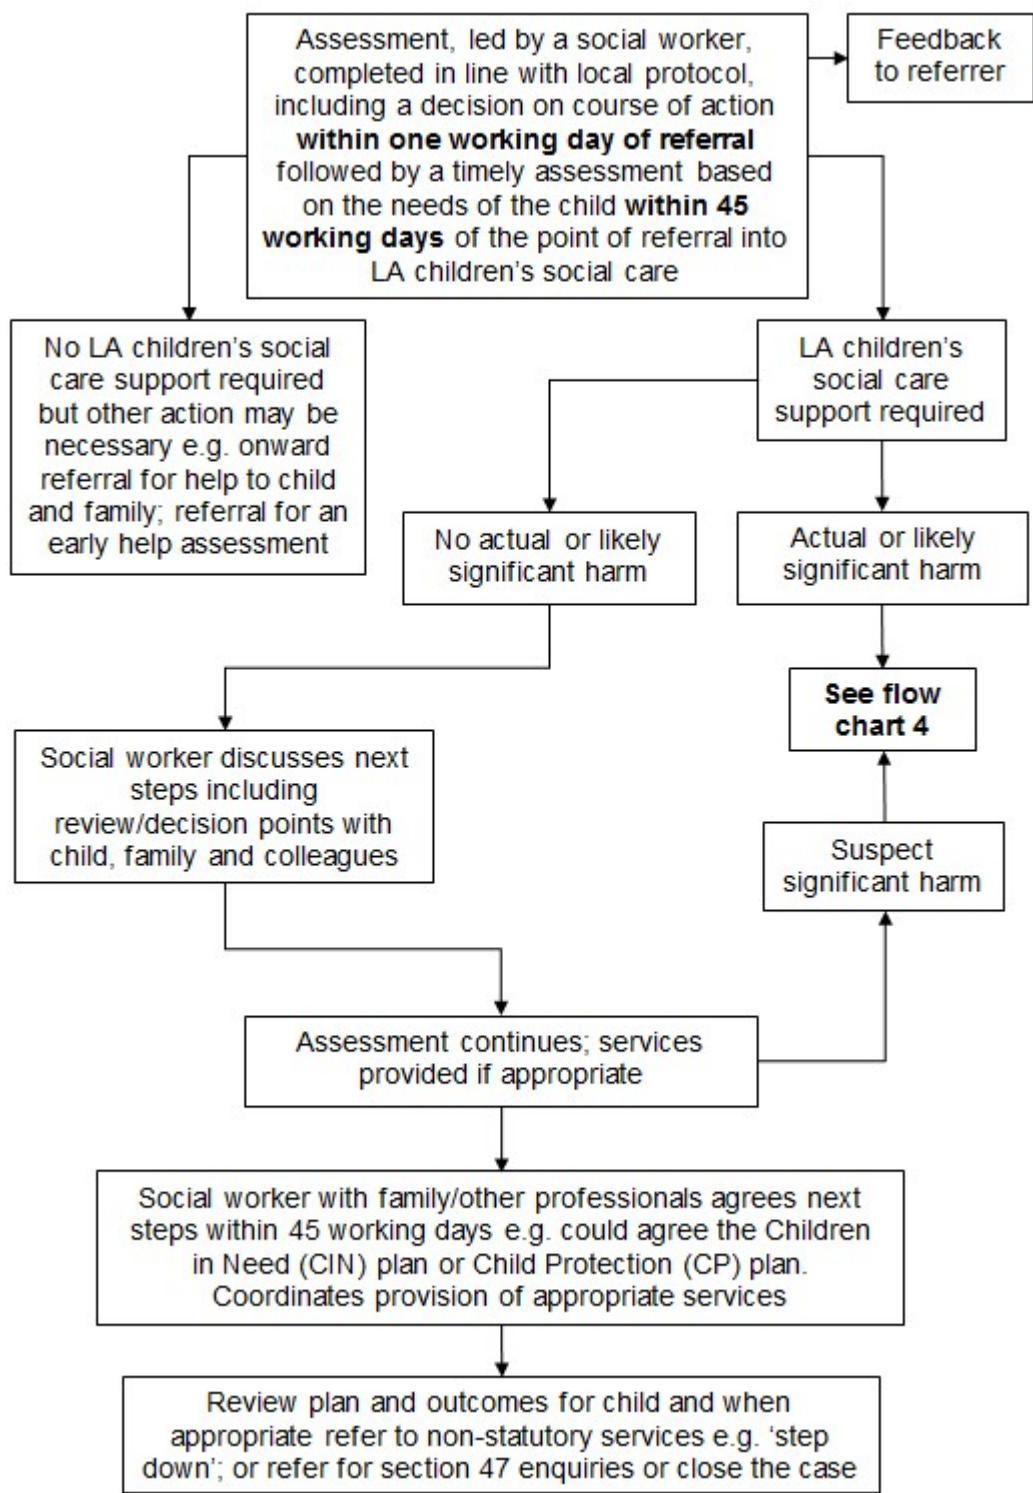 Assessment, led by a social worker,
completed in line with local protocol,
including a decision on course of action
within one working day of referral
followed by a timely assessment based
on the needs of the child within 45
working days of the point of referral into
LA children's social care
Feedback
to referrer
No LA children's social
care support required
but other action may be
necessary e.g. onward
referral for help to child
and family; referral for an
early help assessment
LA children's
social care
support required
No actual or likely
significant harm
Actual or likely
significant harm
See flow
chart 4
Social worker discusses next
steps including
review/decision points with
child, family and colleagues
Suspect
significant harm
Assessment continues; services
provided if appropriate
Social worker with family/other professionals agrees next
steps within 45 working days e.g. could agree the Children
in Need (CIN) plan or Child Protection (CP) plan.
Coordinates provision of appropriate services
Review plan and outcomes for child and when
appropriate refer to non-statutory services e.g. ‘step
down’; or refer for section 47 enquiries or close the case